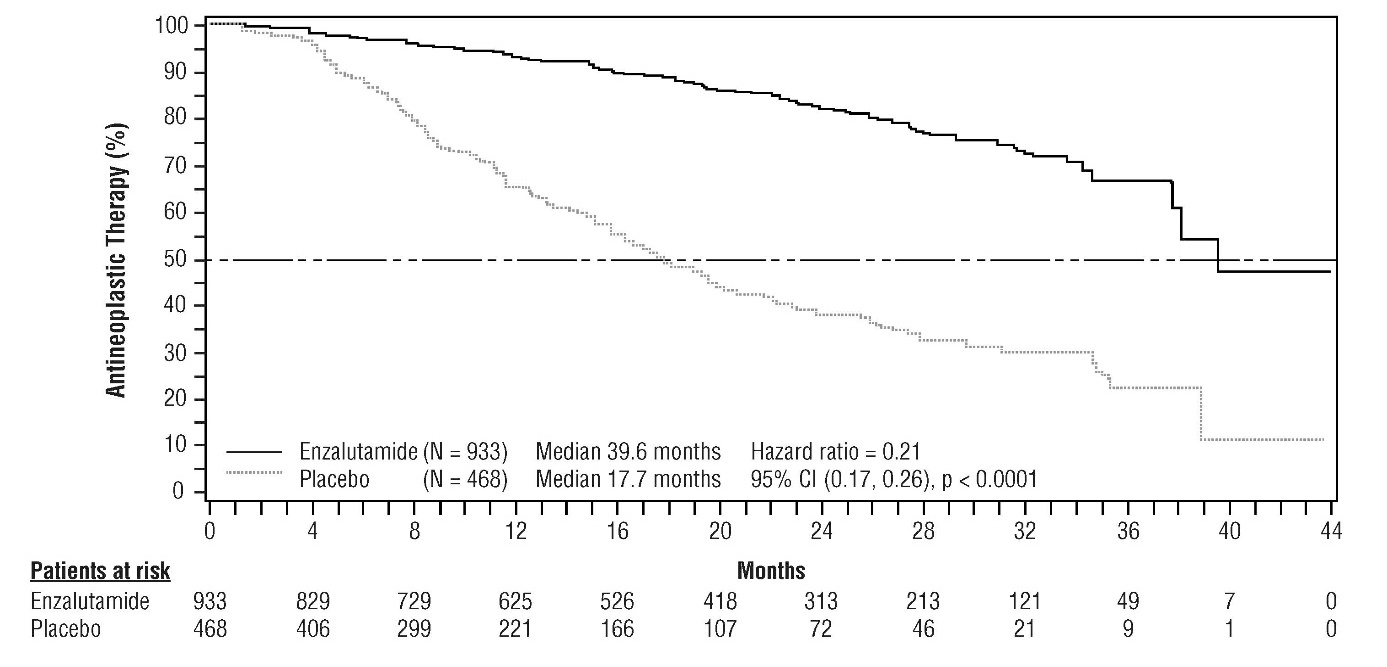 100
90
80
70
60
50
40
30
20
10
0
Antineoplastic Therapy (%)
Enzalutamide (N = 933) Median 39.6 months Hazard ratio = 0.21
Placebo (N = 468) Median 17.7 months 95% CI (0.17, 0.26), p < 0.0001
0 4 8 12 16 20 24 28 32 36 40 44
Patients at risk Months
Enzalutamide 933 829 729 625 526 418 313 213 121 49 7 0
Placebo 468 406 299 221 166 107 72 46 21 9 1 0